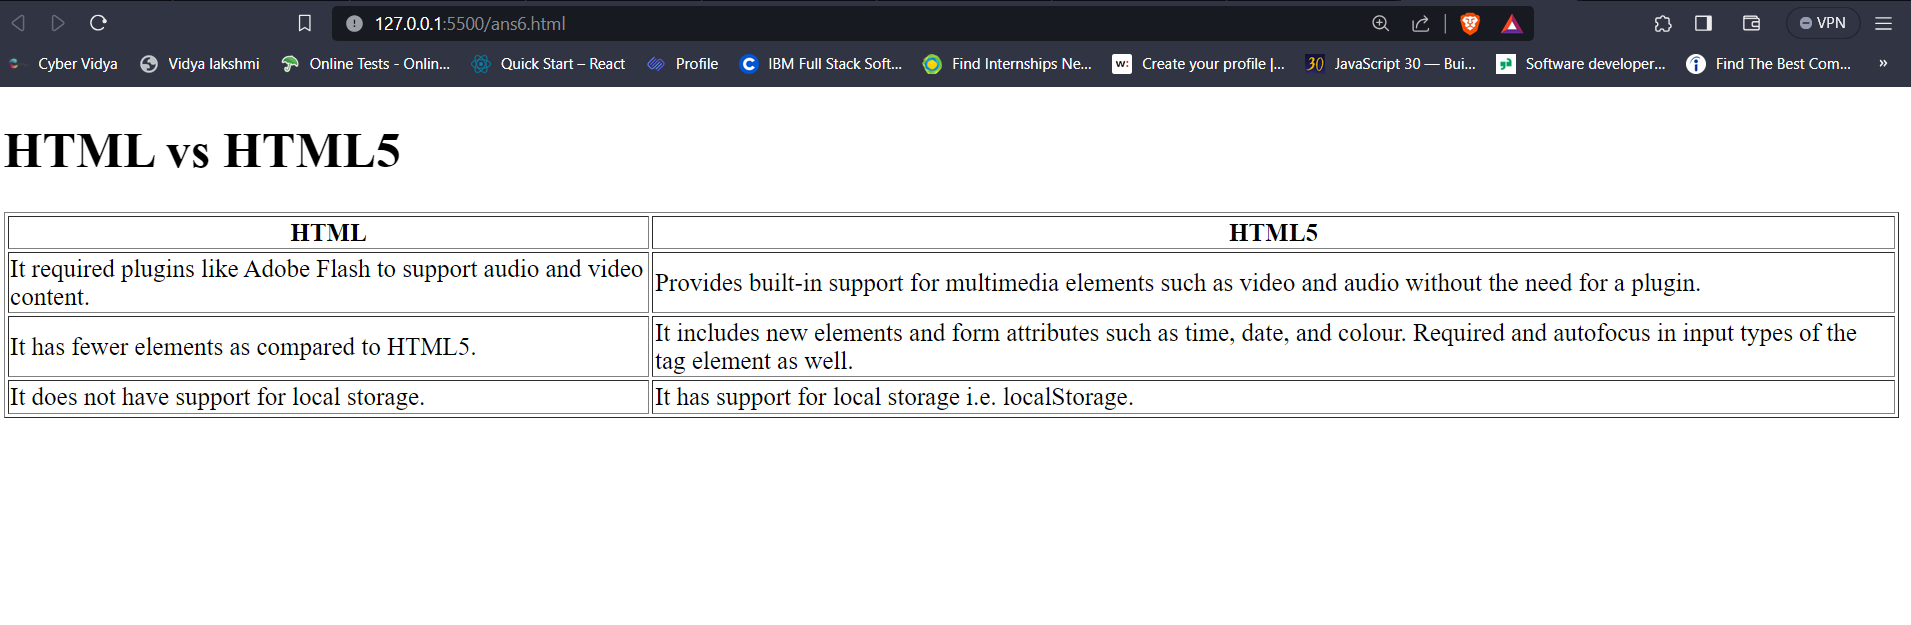 127.0.0.1:5500/ans6.html
VPN
Cyber Vidya
Vidya lakshmi
Online Tests - Onlin...
Quick Start – React
Profile
C
IBM Full Stack Soft...
Find Internships Ne...
w:
Create your profile |...
30
JavaScript 30 — Bui...
Software developer...
Find The Best Com...
»
HTML vs HTML5
HTML
HTML5
It required plugins like Adobe Flash to support audio and video
content.
Provides built-in support for multimedia elements such as video and audio without the need for a plugin.
It has fewer elements as compared to HTML5.
It includes new elements and form attributes such as time, date, and colour. Required and autofocus in input types of the
tag element as well.
It does not have support for local storage.
It has support for local storage i.e. localStorage.